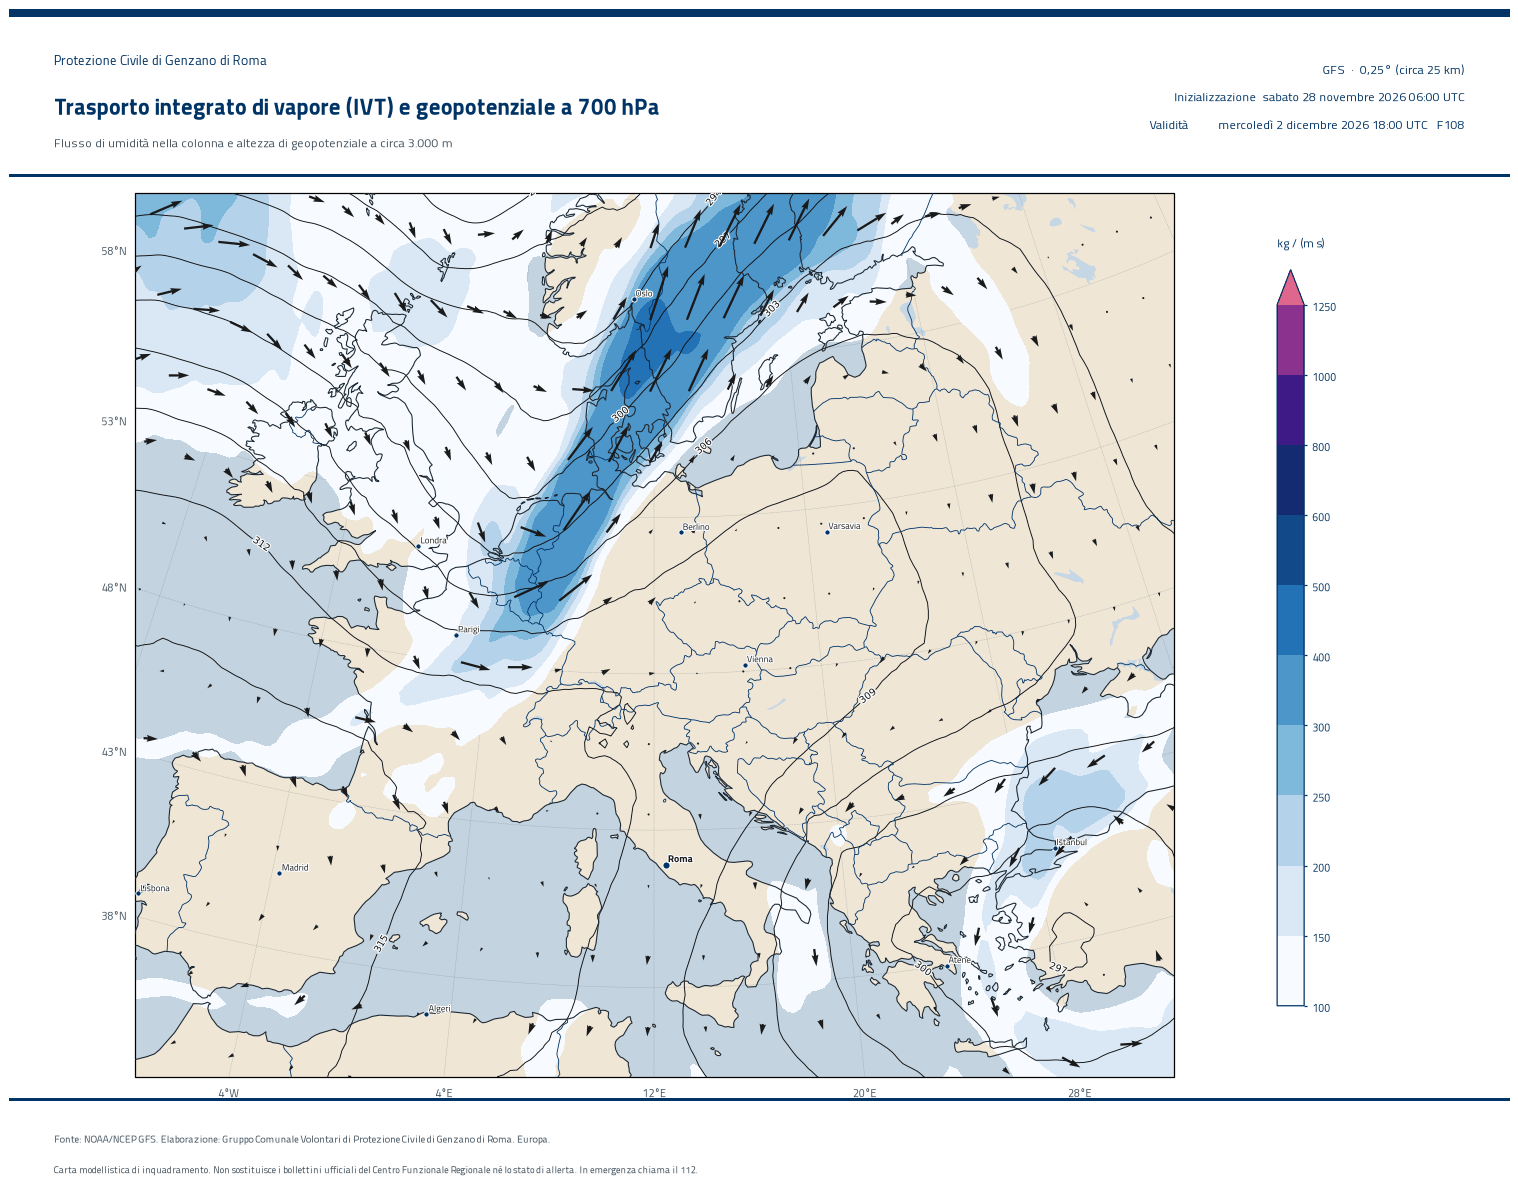 Protezione Civile di Genzano di Roma
Trasporto integrato di vapore (IVT) e geopotenziale a 700 hPa
Flusso di umidità nella colonna e altezza di geopotenziale a circa 3.000 m
GFS · 0,25° (circa 25 km)
Inizializzazione sabato 28 novembre 2026 06:00 UTC
Validità mercoledì 2 dicembre 2026 18:00 UTC F108
58°N
53°N
48°N
43°N
38°N
4°W
4°E
12°E
20°E
28°E
297
303
300
306
312
309
315
300
297
Oslo
Londra
Berlino
Varsavia
Parigi
Vienna
Istanbul
Roma
Madrid
Lisbona
Atene
Algeri
kg / (m s)
1250
1000
800
600
500
400
300
250
200
150
100
Fonte: NOAA/NCEP GFS. Elaborazione: Gruppo Comunale Volontari di Protezione Civile di Genzano di Roma. Europa.
Carta modellistica di inquadramento. Non sostituisce i bollettini ufficiali del Centro Funzionale Regionale né lo stato di allerta. In emergenza chiama il 112.